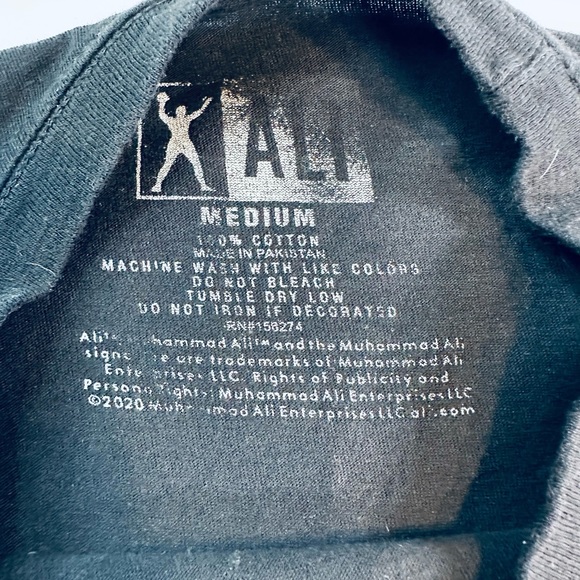 ALI
MEDIUM
100% COTTON
MADE IN PAKISTAN
MACHINE WASH WITH LIKE COLORS
DO NOT BLEACH
TUMBLE DRY LOW
DO NOT IRON IF DECORATED
RN#156274
Ali™ Muhammad Ali™ and the Muhammad Ali
are trademarks of Muhammad Ali
Enterprises LLC. Rights of Publicity and
Persona Rights: Muhammad Ali Enterprises LLC
©2020 Muhammad Ali Enterprises LLC ali.com